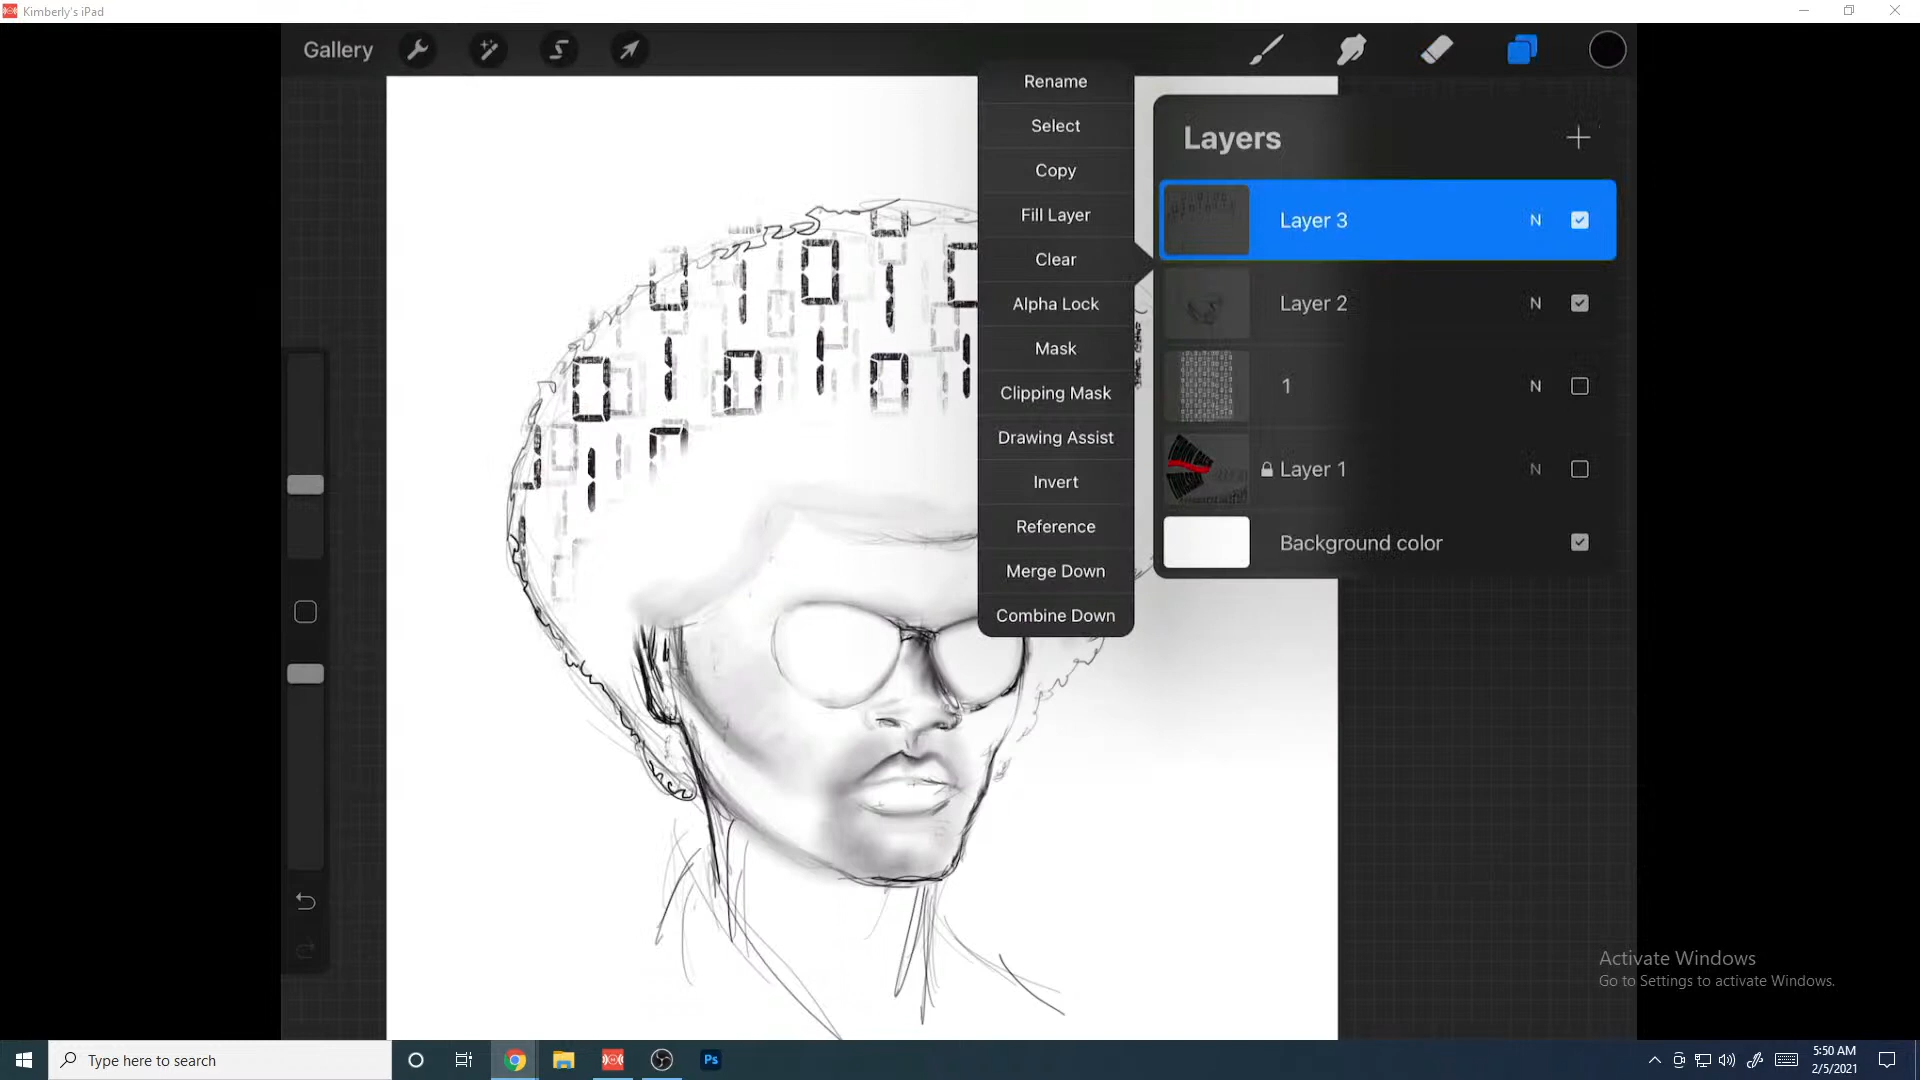 Kimberly's iPad
Gallery
Rename
Select
Copy
Fill Layer
Clear
Alpha Lock
Mask
Clipping Mask
Drawing Assist
Invert
Reference
Merge Down
Combine Down
Layers
Layer 3 N
Layer 2 N
1 N
Layer 1 N
Background color
Activate Windows
Go to Settings to activate Windows.
Type here to search
Ps
5:50 AM
2/5/2021